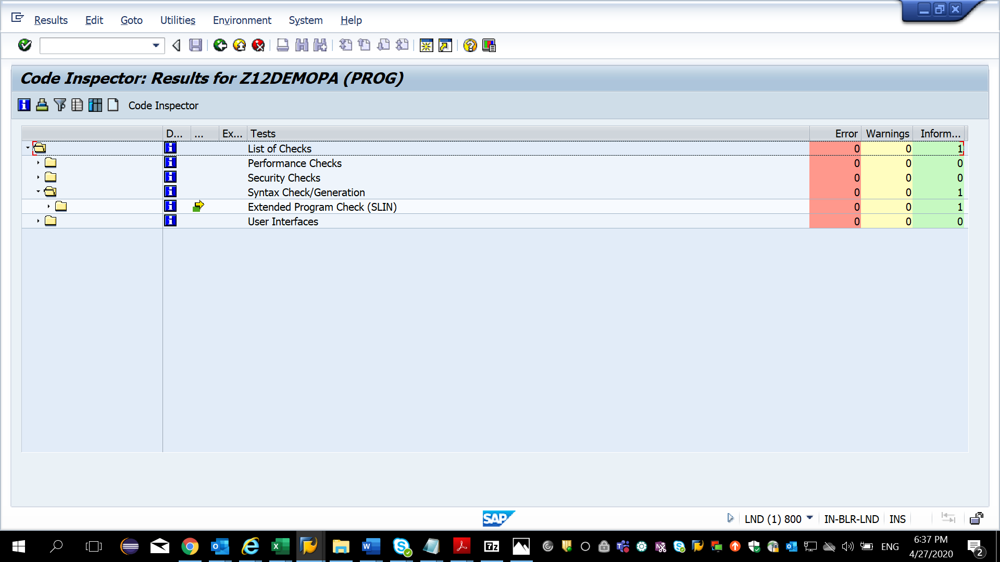 Results Edit Goto Utilities Environment System Help
Code Inspector: Results for Z12DEMOPA (PROG)
Code Inspector
D... ... Ex... Tests Error Warnings Inform...
List of Checks 0 0 1
Performance Checks 0 0 0
Security Checks 0 0 0
Syntax Check/Generation 0 0 1
Extended Program Check (SLIN) 0 0 1
User Interfaces 0 0 0
SAP LND (1) 800 IN-BLR-LND INS
ENG
6:37 PM
4/27/2020
2